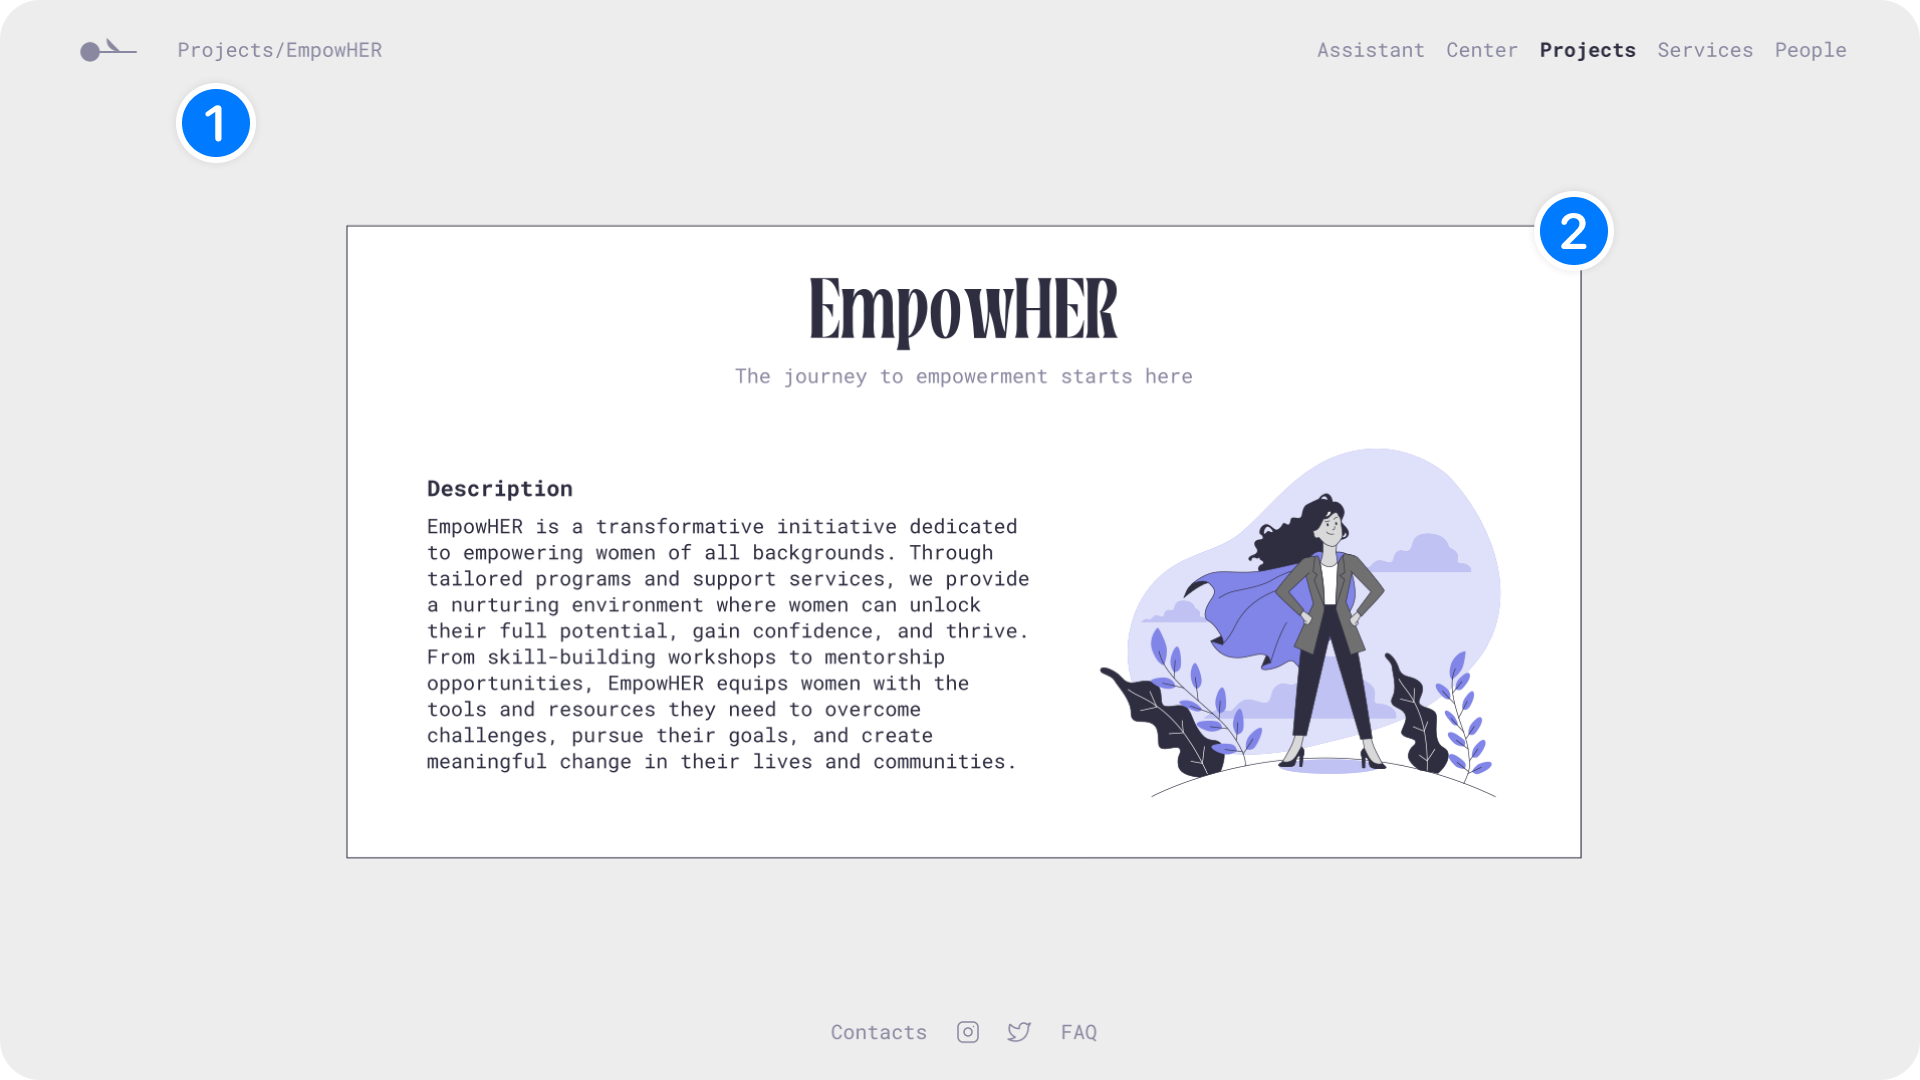 Projects/EmpowHER
Assistant Center Projects Services People
1
2
EmpowHER
The journey to empowerment starts here
Description
EmpowHER is a transformative initiative dedicated
to empowering women of all backgrounds. Through
tailored programs and support services, we provide
a nurturing environment where women can unlock
their full potential, gain confidence, and thrive.
From skill-building workshops to mentorship
opportunities, EmpowHER equips women with the
tools and resources they need to overcome
challenges, pursue their goals, and create
meaningful change in their lives and communities.
Contacts FAQ